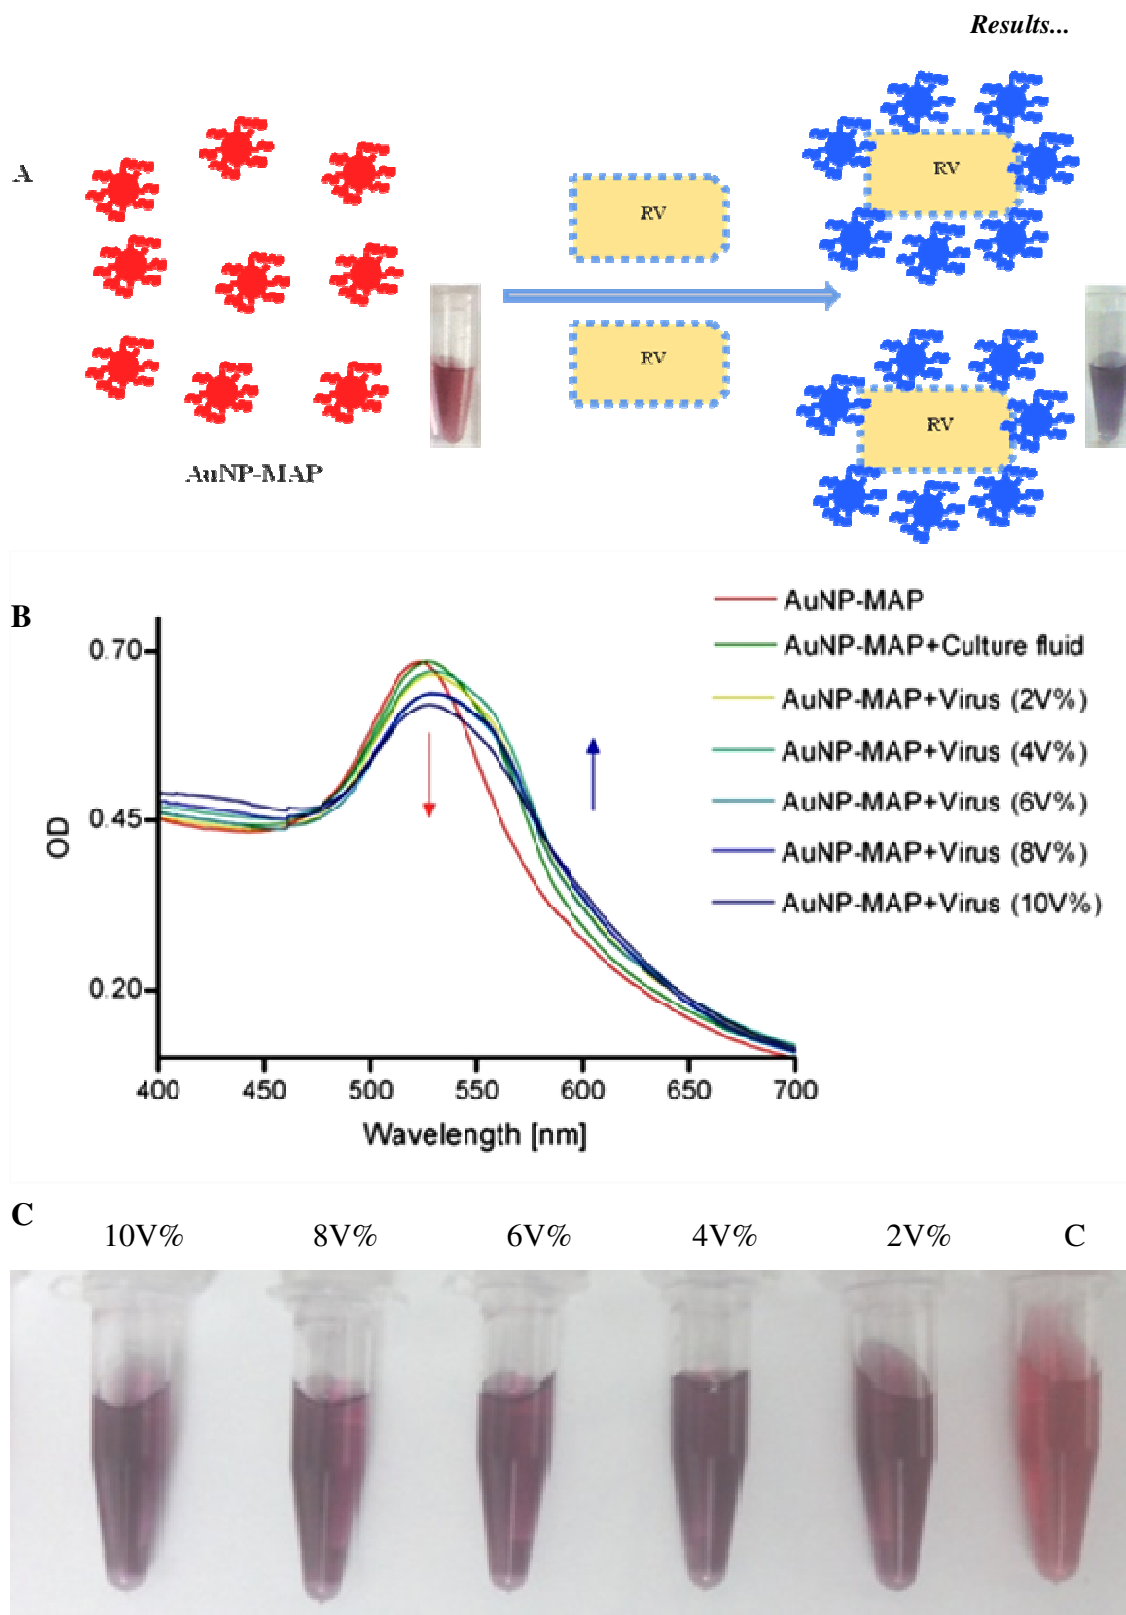 Results...
A
RV
RV
RV
RV
AuNP-MAP
B
AuNP-MAP
AuNP-MAP+Culture fluid
AuNP-MAP+Virus (2V%)
AuNP-MAP+Virus (4V%)
AuNP-MAP+Virus (6V%)
AuNP-MAP+Virus (8V%)
AuNP-MAP+Virus (10V%)
0.70
0.45
0.20
OD
400 450 500 550 600 650 700
Wavelength [nm]
C
10V% 8V% 6V% 4V% 2V% C